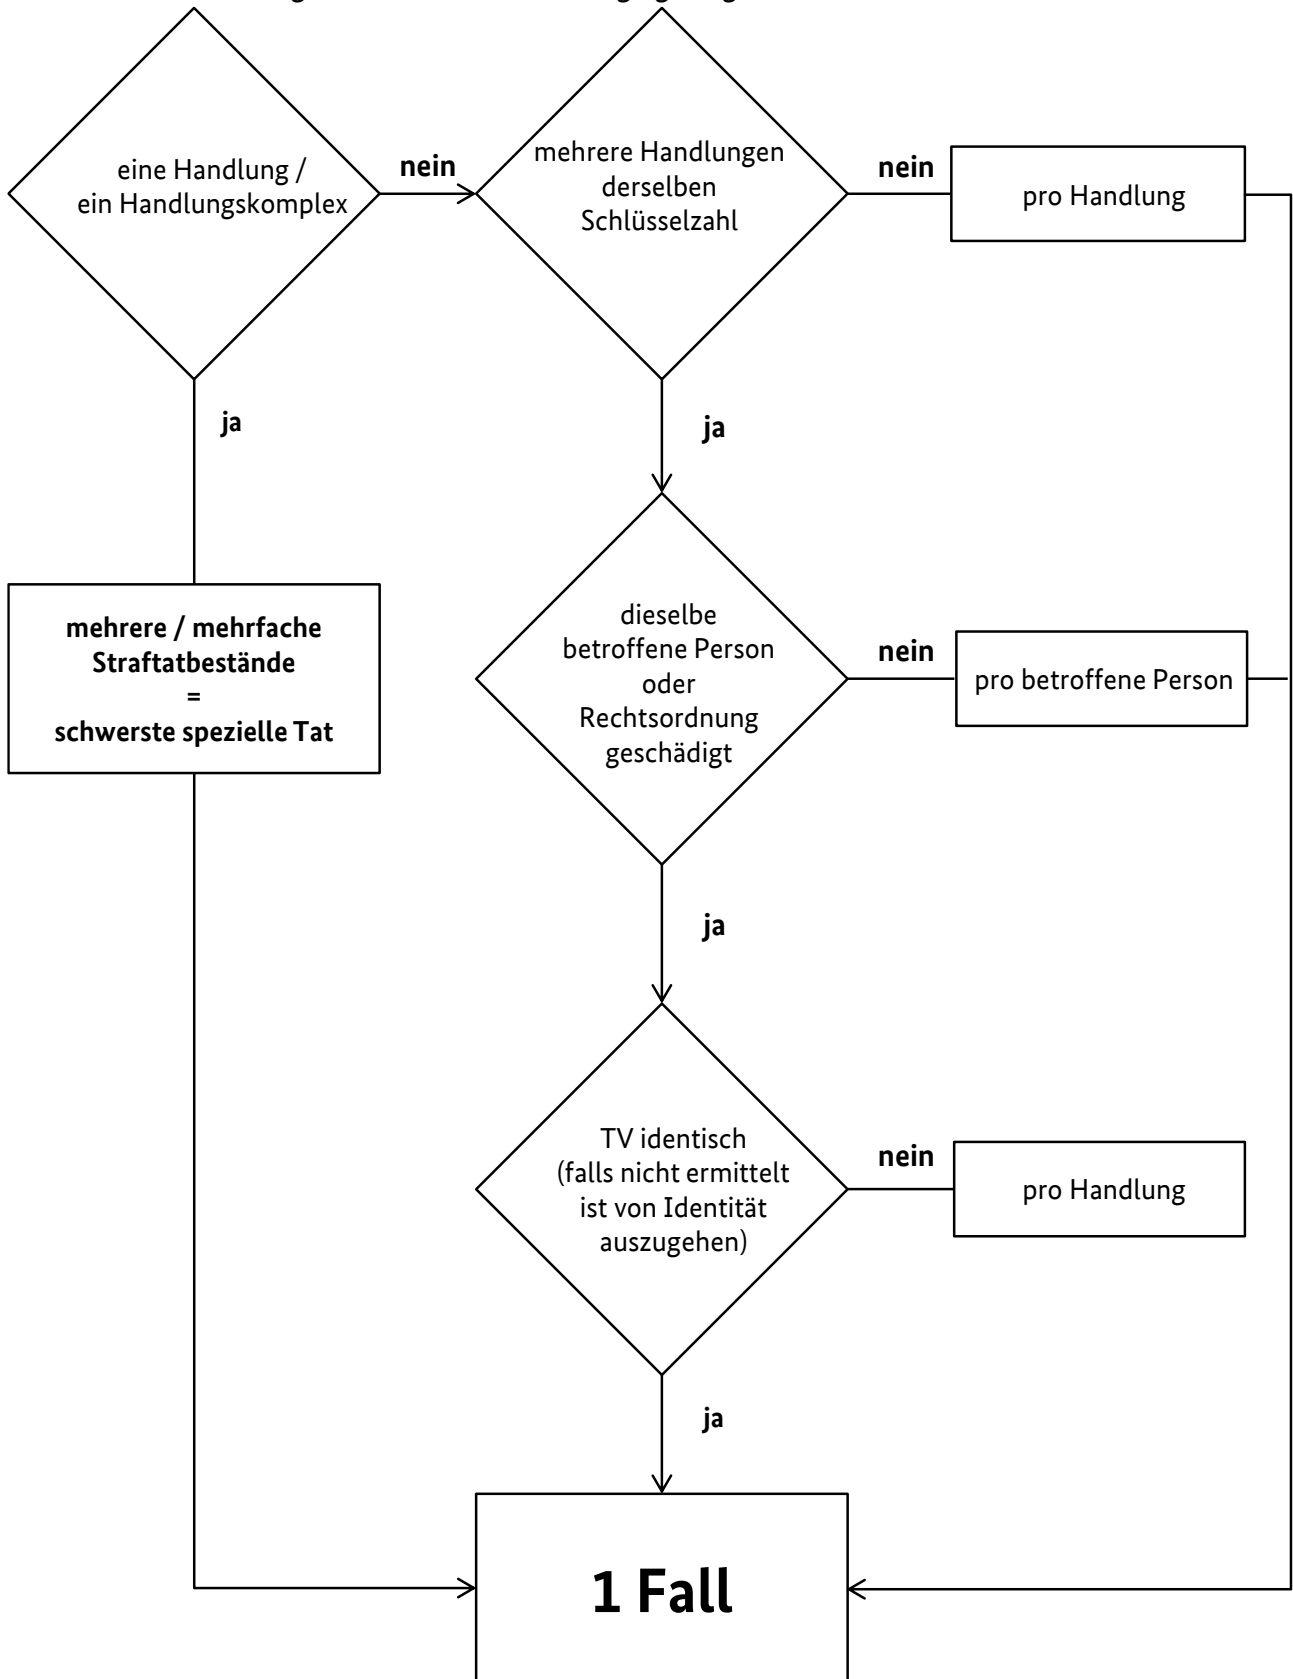 eine Handlung /
ein Handlungskomplex
nein
mehrere Handlungen
derselben
Schlüsselzahl
nein
pro Handlung
ja
ja
mehrere / mehrfache
Straftatbestände
=
schwerste spezielle Tat
dieselbe
betroffene Person
oder
Rechtsordnung
geschädigt
nein
pro betroffene Person
ja
TV identisch
(falls nicht ermittelt
ist von Identität
auszugehen)
nein
pro Handlung
ja
1 Fall